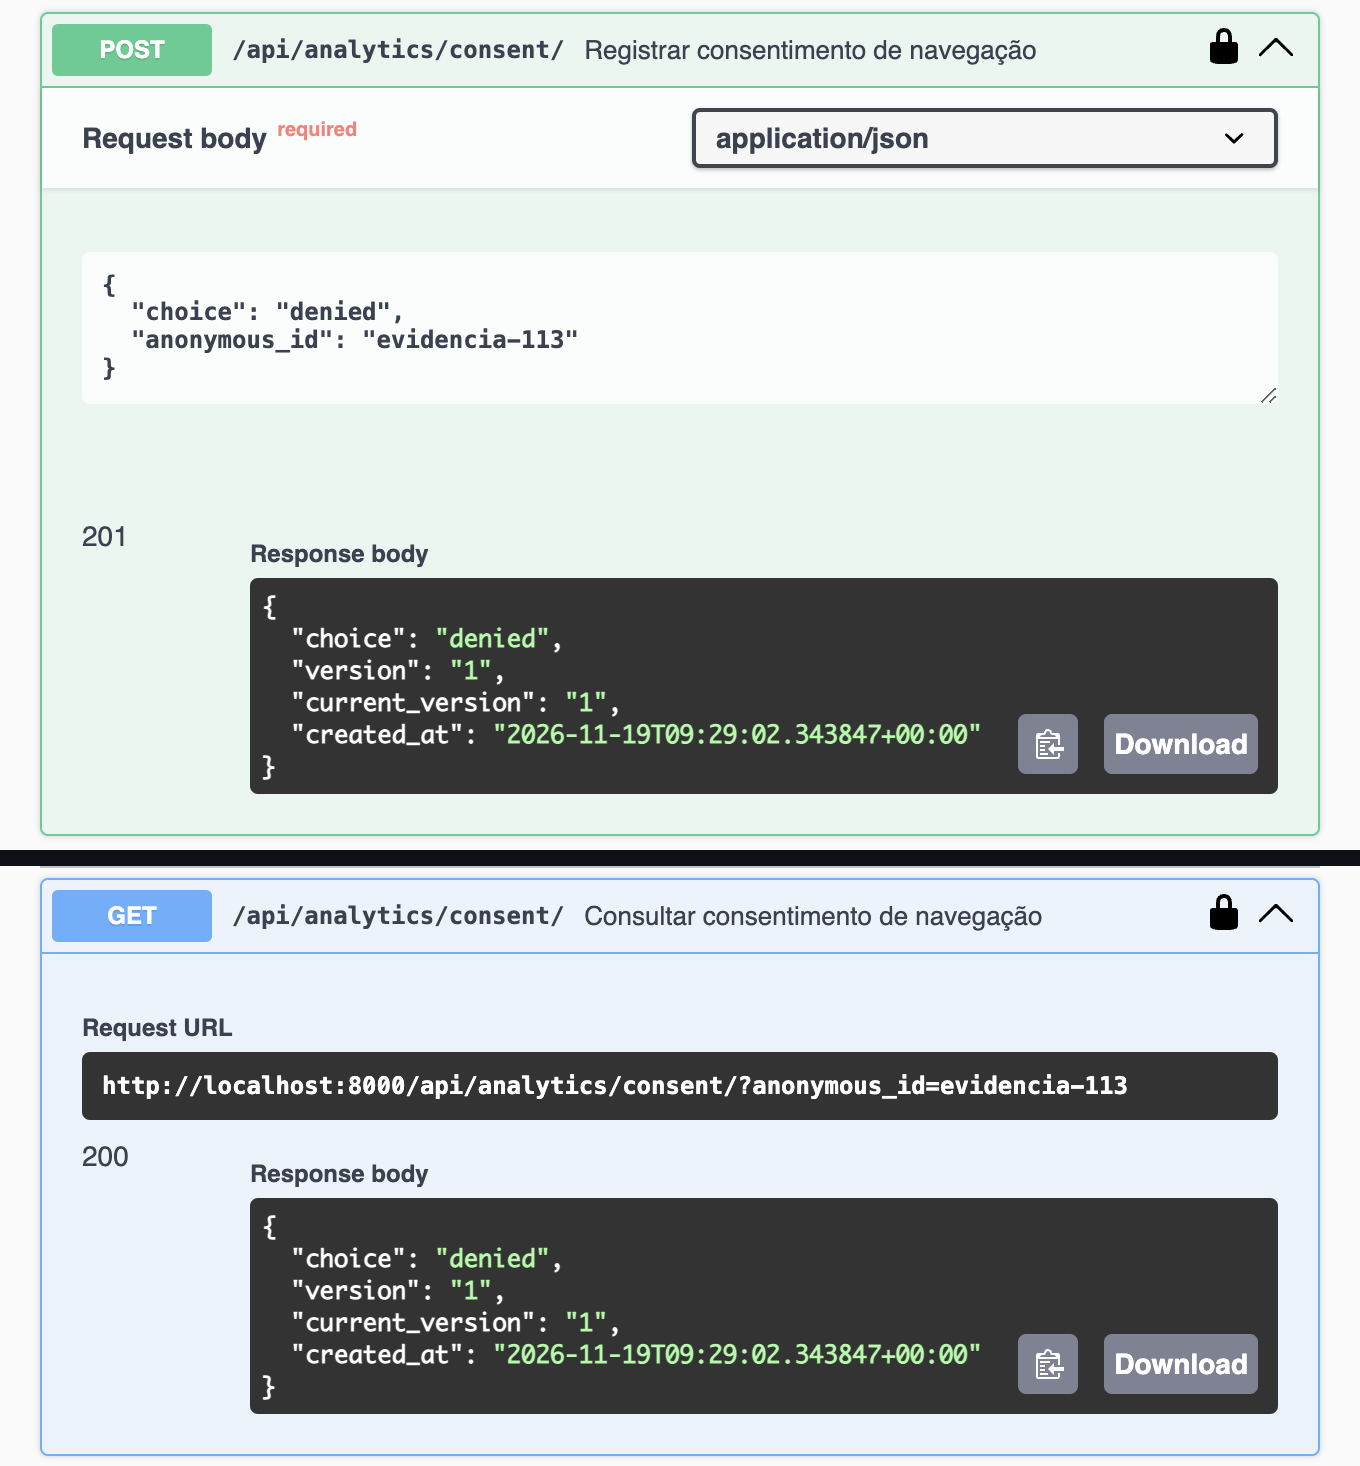 POST /api/analytics/consent/ Registrar consentimento de navegação
Request body required application/json
{
  "choice": "denied",
  "anonymous_id": "evidencia-113"
}
201
Response body
{
  "choice": "denied",
  "version": "1",
  "current_version": "1",
  "created_at": "2026-11-19T09:29:02.343847+00:00"
}
Download
GET /api/analytics/consent/ Consultar consentimento de navegação
Request URL
http://localhost:8000/api/analytics/consent/?anonymous_id=evidencia-113
200
Response body
{
  "choice": "denied",
  "version": "1",
  "current_version": "1",
  "created_at": "2026-11-19T09:29:02.343847+00:00"
}
Download